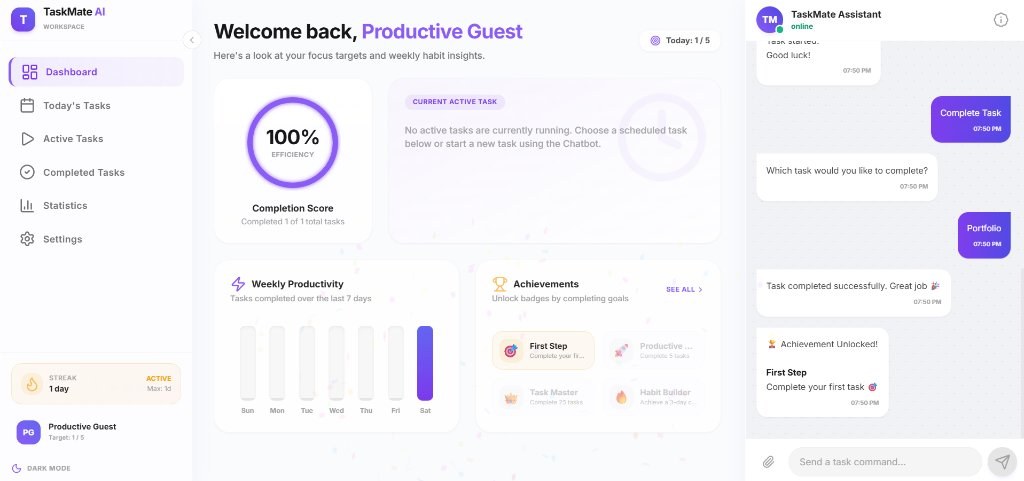 T
TaskMate AI
WORKSPACE
Dashboard
Today's Tasks
Active Tasks
Completed Tasks
Statistics
Settings
STREAK
1 day
ACTIVE
Max: 1d
PG
Productive Guest
Target: 1 / 5
DARK MODE
Welcome back, Productive Guest
Here's a look at your focus targets and weekly habit insights.
Today: 1 / 5
100%
EFFICIENCY
Completion Score
Completed 1 of 1 total tasks
CURRENT ACTIVE TASK
No active tasks are currently running. Choose a scheduled task
below or start a new task using the Chatbot.
Weekly Productivity
Tasks completed over the last 7 days
Sun Mon Tue Wed Thu Fri Sat
Achievements
Unlock badges by completing goals
SEE ALL
First Step
Complete your fir...
Productive ...
Complete 5 tasks
Task Master
Habit Builder
Achieve a 3-day c...
TM
TaskMate Assistant
online
Task started.
Good luck!
07:50 PM
Complete Task
07:50 PM
Which task would you like to complete?
07:50 PM
Portfolio
07:50 PM
Task completed successfully. Great job 🎉
07:50 PM
🏆 Achievement Unlocked!
First Step
Complete your first task 🎯
07:50 PM
Send a task command...